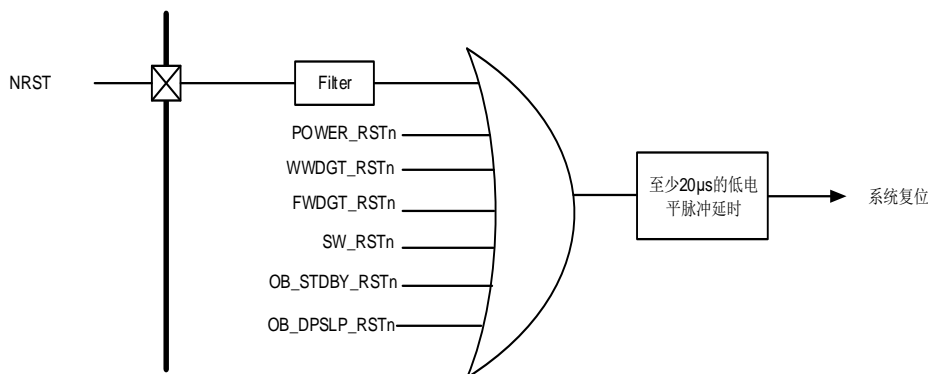 NRST
Filter
POWER_RSTn
WWDGT_RSTn
FWDGT_RSTn
SW_RSTn
OB_STDBY_RSTn
OB_DPSLP_RSTn
至少20μs的低电
平脉冲延时
系统复位